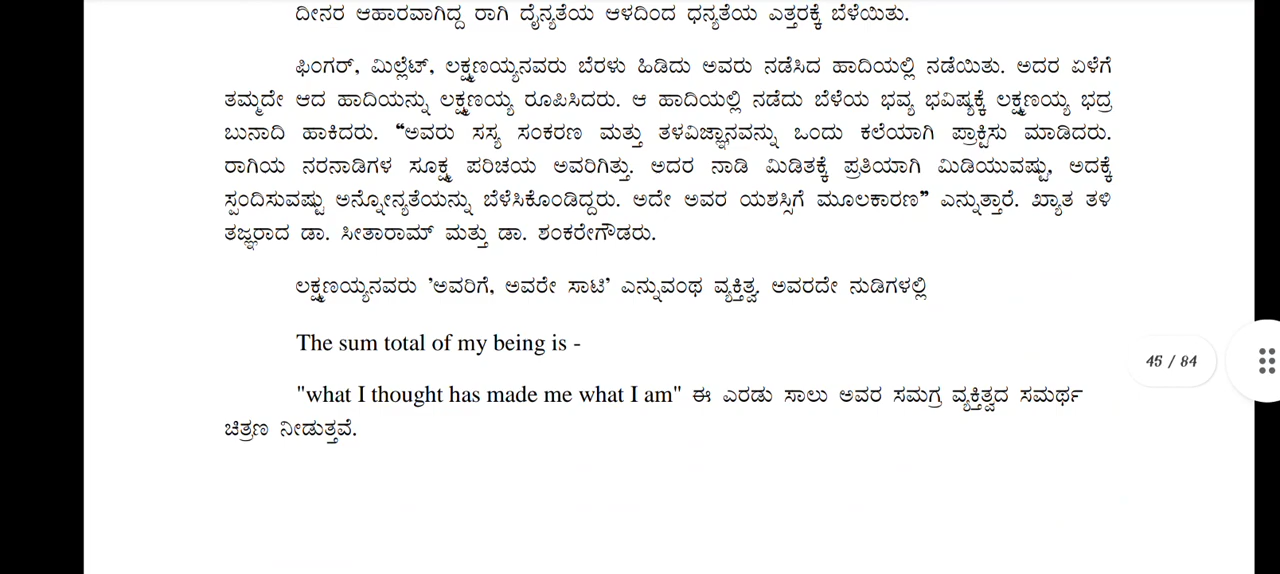 ದೀನರ ಆಹಾರವಾಗಿದ್ದ ರಾಗಿ ದೈನ್ಯತೆಯ ಆಳದಿಂದ ಧನ್ಯತೆಯ ಎತ್ತರಕ್ಕೆ ಬೆಳೆಯಿತು.
ಫಿಂಗರ್, ಮಿಲ್ಲೆಟ್, ಲಕ್ಷ್ಮಣಯ್ಯನವರು ಬೆರಳು ಹಿಡಿದು ಅವರು ನಡೆಸಿದ ಹಾದಿಯಲ್ಲಿ ನಡೆಯಿತು. ಅದರ ಏಳೆಗೆ
ತಮ್ಮದೇ ಆದ ಹಾದಿಯನ್ನು ಲಕ್ಷ್ಮಣಯ್ಯ ರೂಪಿಸಿದರು. ಆ ಹಾದಿಯಲ್ಲಿ ನಡೆದು ಬೆಳೆಯ ಭವ್ಯ ಭವಿಷ್ಯಕ್ಕೆ ಲಕ್ಷ್ಮಣಯ್ಯ ಭದ್ರ
ಬುನಾದಿ ಹಾಕಿದರು. “ಅವರು ಸಸ್ಯ ಸಂಕರಣ ಮತ್ತು ತಳವಿಜ್ಞಾನವನ್ನು ಒಂದು ಕಲೆಯಾಗಿ ಪ್ರಾಕ್ಟಿಸು ಮಾಡಿದರು.
ರಾಗಿಯ ನರನಾಡಿಗಳ ಸೂಕ್ಷ್ಮ ಪರಿಚಯ ಅವರಿಗಿತ್ತು. ಅದರ ನಾಡಿ ಮಿಡಿತಕ್ಕೆ ಪ್ರತಿಯಾಗಿ ಮಿಡಿಯುವಷ್ಟು, ಅದಕ್ಕೆ
ಸ್ಪಂದಿಸುವಷ್ಟು ಅನ್ನೋನ್ಯತೆಯನ್ನು ಬೆಳೆಸಿಕೊಂಡಿದ್ದರು. ಅದೇ ಅವರ ಯಶಸ್ಸಿಗೆ ಮೂಲಕಾರಣ” ಎನ್ನುತ್ತಾರೆ. ಖ್ಯಾತ ತಳಿ
ತಜ್ಞರಾದ ಡಾ. ಸೀತಾರಾಮ್ ಮತ್ತು ಡಾ. ಶಂಕರೇಗೌಡರು.
ಲಕ್ಷ್ಮಣಯ್ಯನವರು 'ಅವರಿಗೆ, ಅವರೇ ಸಾಟಿ' ಎನ್ನುವಂಥ ವ್ಯಕ್ತಿತ್ವ. ಅವರದೇ ನುಡಿಗಳಲ್ಲಿ
The sum total of my being is -
45 / 84
"what I thought has made me what I am" ಈ ಎರಡು ಸಾಲು ಅವರ ಸಮಗ್ರ ವ್ಯಕ್ತಿತ್ವದ ಸಮರ್ಥ
ಚಿತ್ರಣ ನೀಡುತ್ತವೆ.